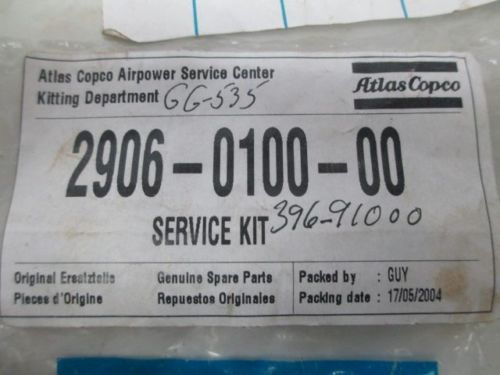 Atlas Copco Airpower Service Center
Kitting Department GG-535
Atlas Copco
2906-0100-00
SERVICE KIT 396-91000
Original Ersatzteile
Pièces d'Origine
Genuine Spare Parts
Repuestos Originales
Packed by : GUY
Packing date : 17/05/2004